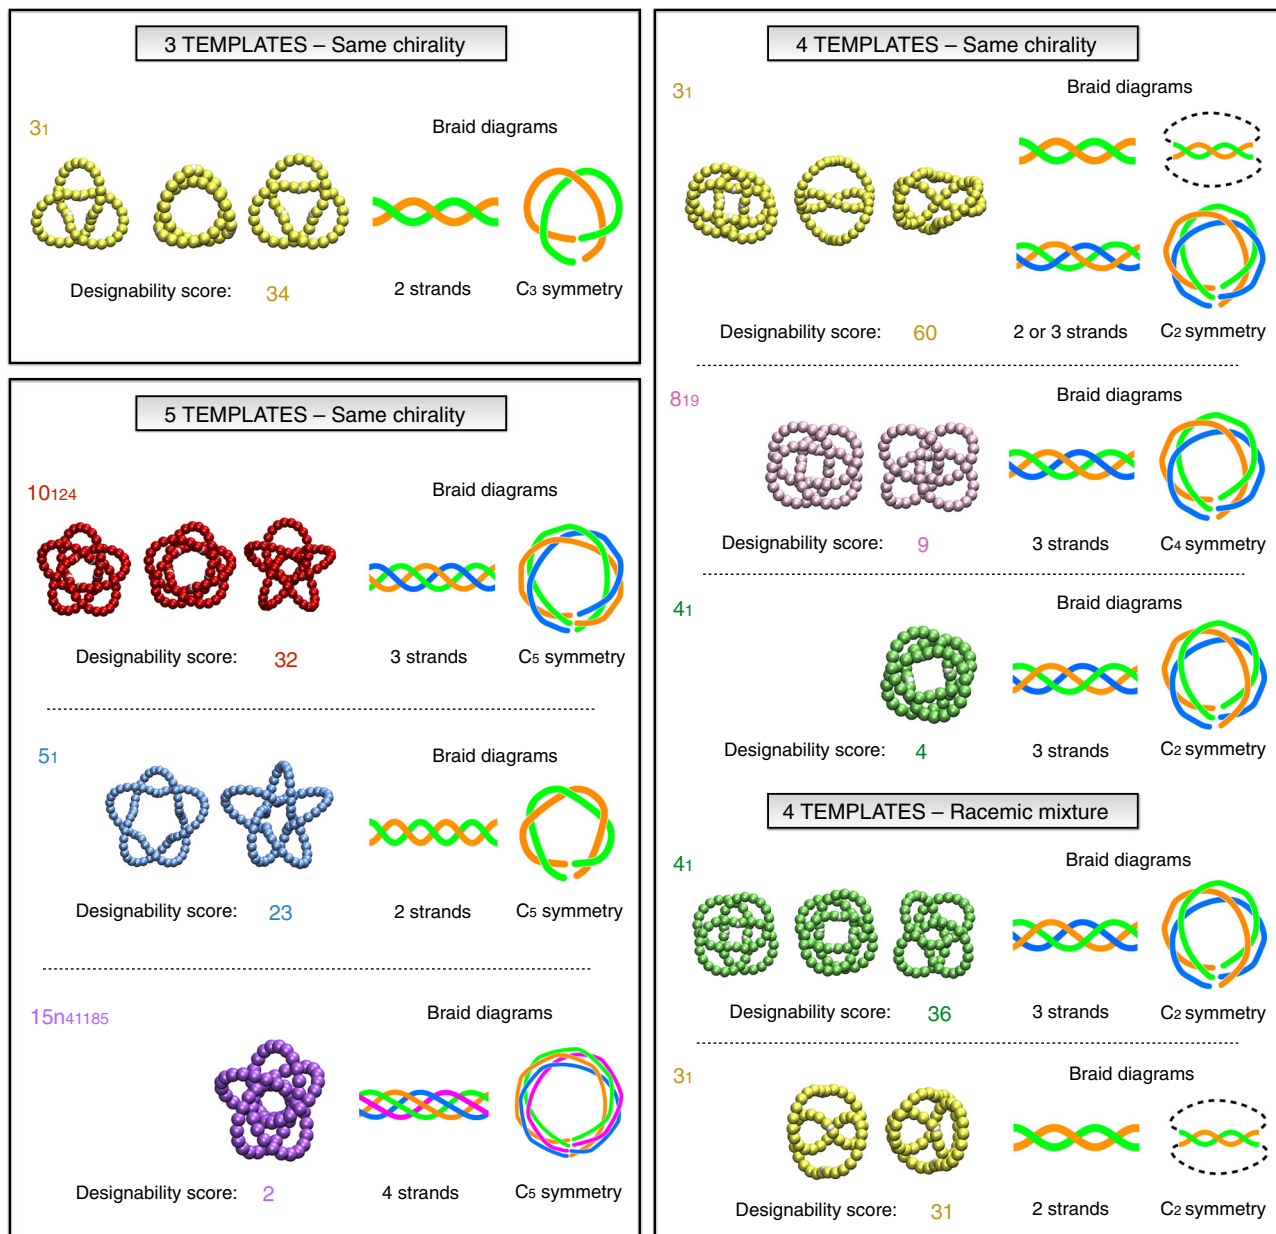 3 TEMPLATES – Same chirality
31
Braid diagrams
Designability score: 34
2 strands
C3 symmetry
5 TEMPLATES – Same chirality
10124
Braid diagrams
Designability score: 32
3 strands
C5 symmetry
51
Braid diagrams
Designability score: 23
2 strands
C5 symmetry
15n41185
Braid diagrams
Designability score: 2
4 strands
C5 symmetry
4 TEMPLATES – Same chirality
31
Braid diagrams
Designability score: 60
2 or 3 strands
C2 symmetry
819
Braid diagrams
Designability score: 9
3 strands
C4 symmetry
41
Braid diagrams
Designability score: 4
3 strands
C2 symmetry
4 TEMPLATES – Racemic mixture
41
Braid diagrams
Designability score: 36
3 strands
C2 symmetry
31
Braid diagrams
Designability score: 31
2 strands
C2 symmetry